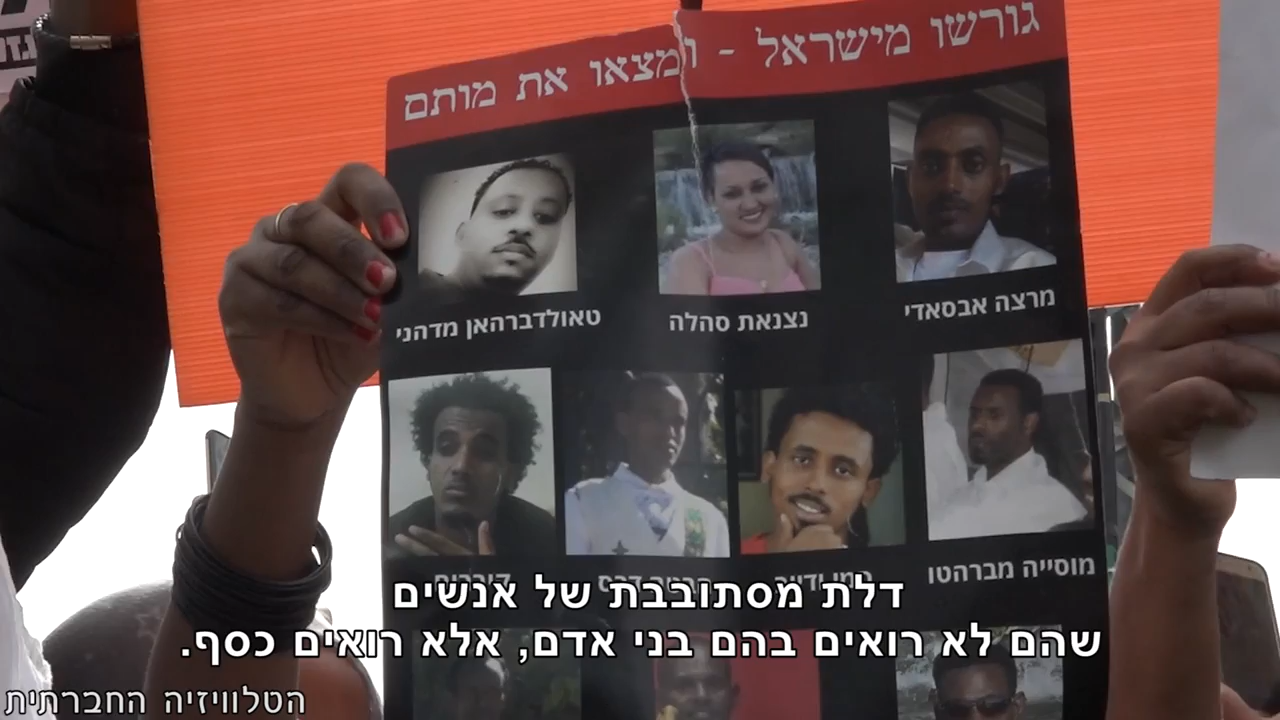 גורשו מישראל - ומצאו את מותם
מרצה אבסאדי
נצנאת סהלה
טאולדברהאן מדהני
מוסייה מברהטו
דלת מסתובבת של אנשים
שהם לא רואים בהם בני אדם, אלא רואים כסף.
הטלוויזיה החברתית